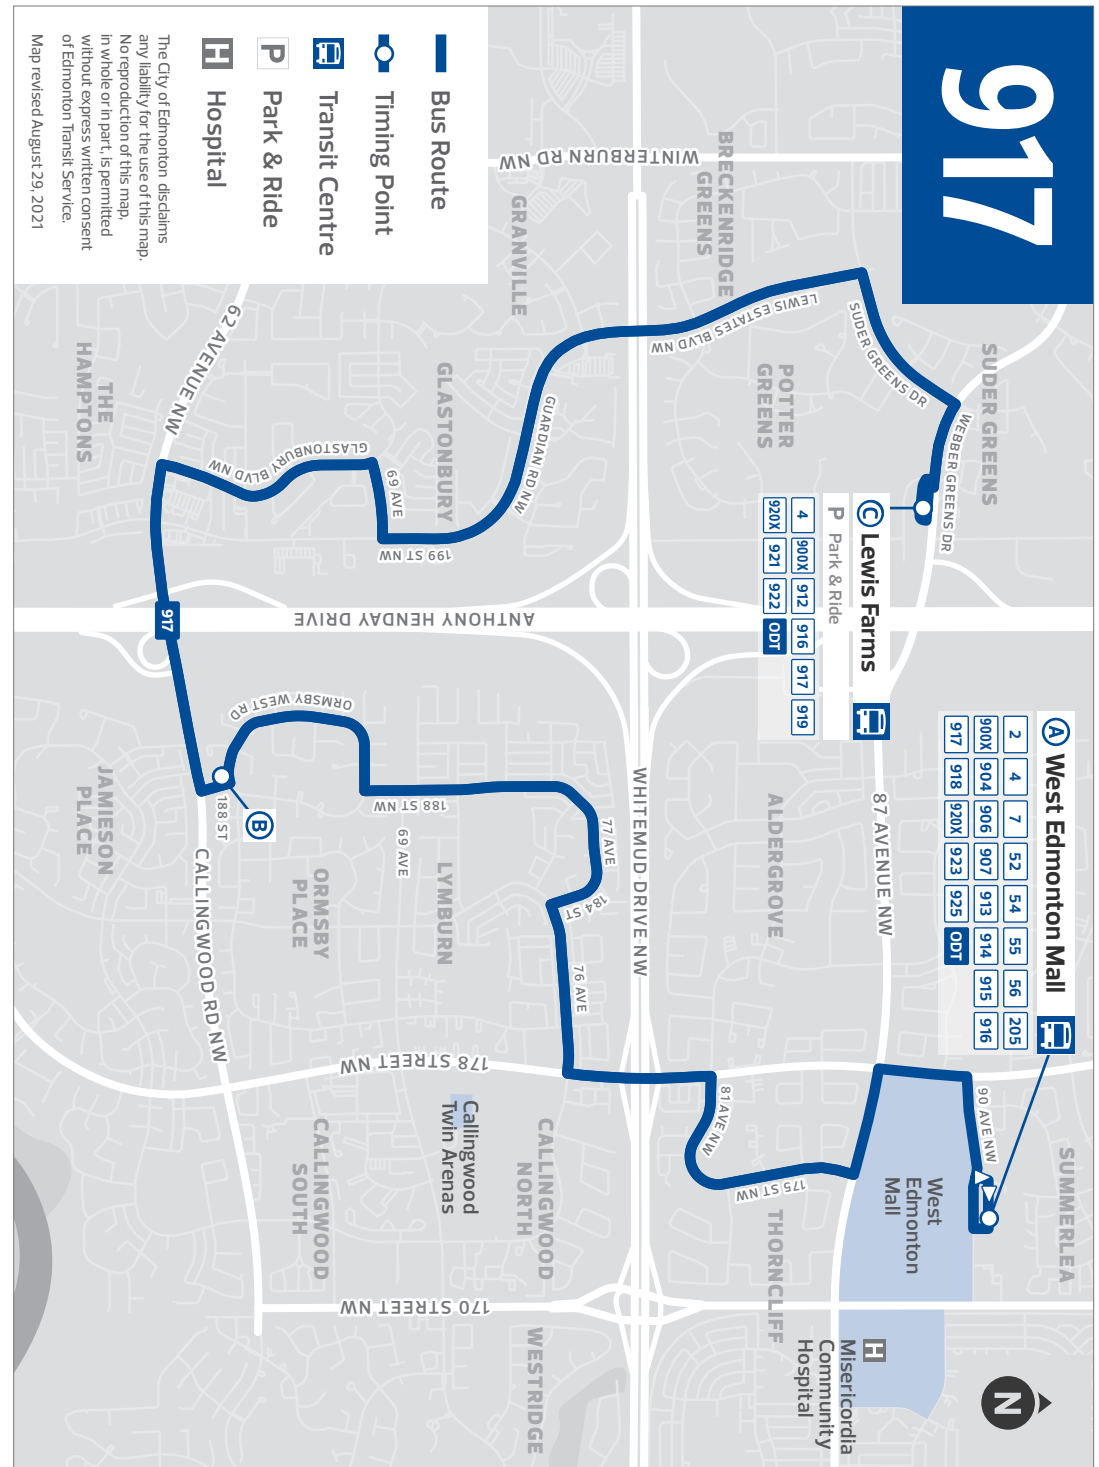 917
Bus Route
Timing Point
Transit Centre
P
Park & Ride
H
Hospital
The City of Edmonton disclaims
any liability for the use of this map.
No reproduction of this map,
in whole or in part, is permitted
without express written consent
of Edmonton Transit Service.
Map revised August 29, 2021
WINTERBURN RD NW
BRECKENRIDGE
GREENS
GRANVILLE
SUDER GREENS
SUDER GREENS DR
WEBBER GREENS DR
LEWIS ESTATES BLVD NW
POTTER
GREENS
GUARDIAN RD NW
GLASTONBURY
199 ST NW
69 AVE
GLASTONBURY BLVD NW
62 AVENUE NW
THE
HAMPTONS
C Lewis Farms
P Park & Ride
4 900X 912 916 917 919
920X 921 922 ODT
ANTHONY HENDAY DRIVE
917
A West Edmonton Mall
2 4 7 52 54 55 56 205
900X 904 906 907 913 914 915 916
917 918 920X 923 925 ODT
87 AVENUE NW
ALDERGROVE
WHITEMUD DRIVE NW
77 AVE
184 ST
76 AVE
188 ST NW
69 AVE
LYMBURN
ORMSBY WEST RD
ORMSBY
PLACE
B
188 ST
JAMIESON
PLACE
CALLINGWOOD RD NW
178 STREET NW
90 AVE NW
SUMMERLEA
West
Edmonton
Mall
81 AVE NW
175 ST NW
THORNCLIFF
Callingwood
Twin Arenas
CALLINGWOOD
NORTH
CALLINGWOOD
SOUTH
170 STREET NW
WESTRIDGE
H
Misericordia
Community
Hospital
N